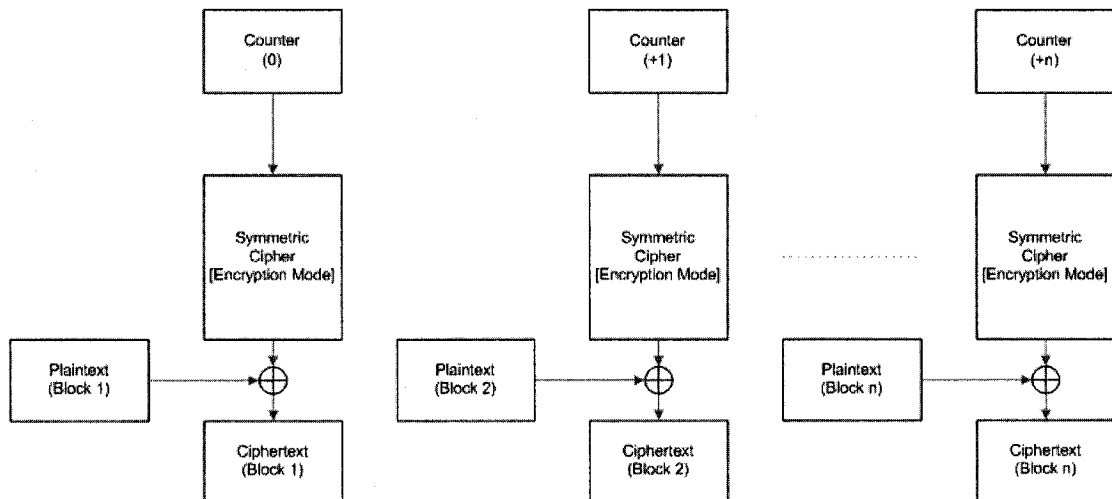 Counter
(0)
Counter
(+1)
Counter
(+n)
Symmetric
Cipher
[Encryption Mode]
Symmetric
Cipher
[Encryption Mode]
Symmetric
Cipher
[Encryption Mode]
Plaintext
(Block 1)
Plaintext
(Block 2)
Plaintext
(Block n)
Ciphertext
(Block 1)
Ciphertext
(Block 2)
Ciphertext
(Block n)